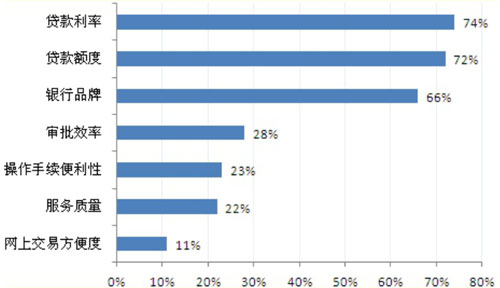 贷款利率 74%
贷款额度 72%
银行品牌 66%
审批效率 28%
操作手续便利性 23%
服务质量 22%
网上交易方便度 11%
0% 10% 20% 30% 40% 50% 60% 70% 80%